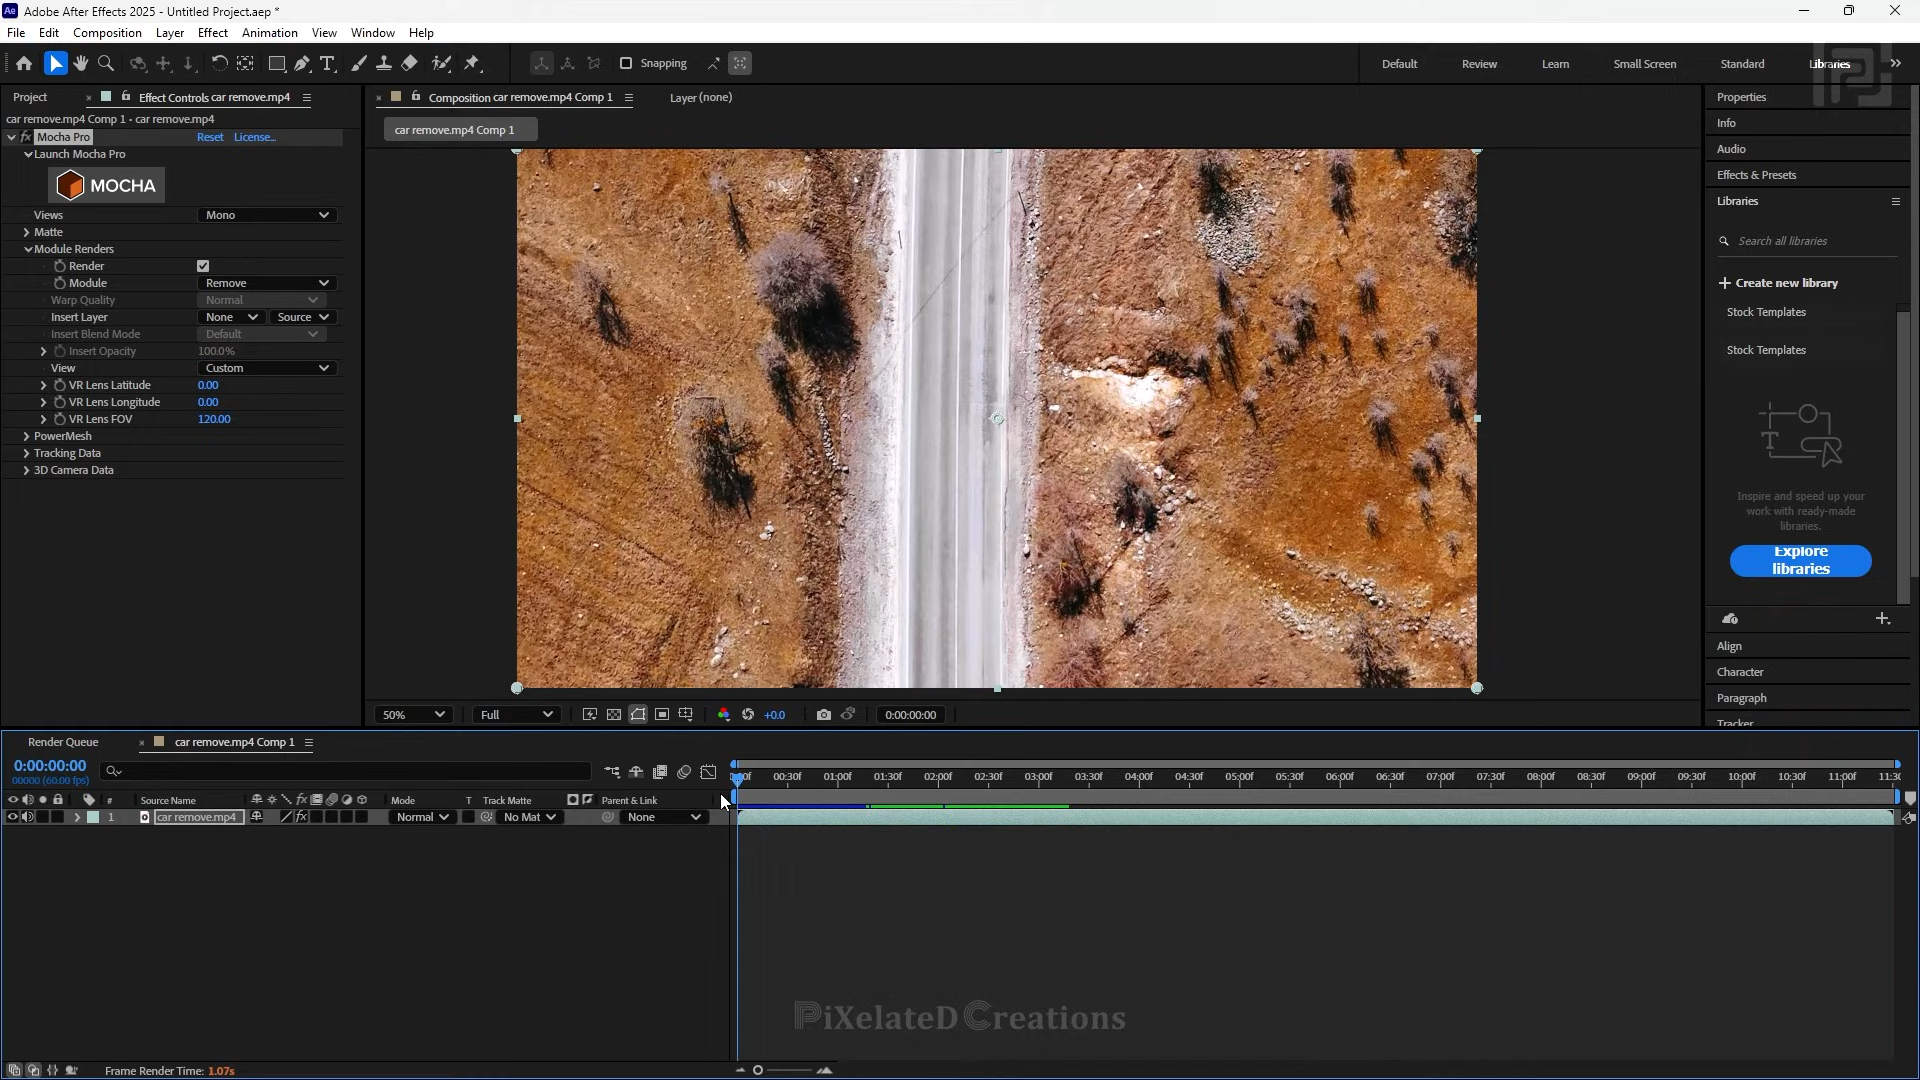 Ae Adobe After Effects 2025 - Untitled Project.aep *
File Edit Composition Layer Effect Animation View Window Help
Snapping Default Review Learn Small Screen Standard Libraries
Project Effect Controls car remove.mp4
car remove.mp4 Comp 1 - car remove.mp4
fx Mocha Pro Reset License...
Launch Mocha Pro
MOCHA
Views Mono
Matte
Module Renders
Render
Module Remove
Warp Quality Normal
Insert Layer None Source
Insert Blend Mode Default
Insert Opacity 100.0%
View Custom
VR Lens Latitude 0.00
VR Lens Longitude 0.00
VR Lens FOV 120.00
PowerMesh
Tracking Data
3D Camera Data
Composition car remove.mp4 Comp 1 Layer (none)
car remove.mp4 Comp 1
50% Full +0.0 0:00:00:00
Properties
Info
Audio
Effects & Presets
Libraries
Search all libraries
Create new library
Stock Templates
Stock Templates
Inspire and speed up your
work with ready-made
libraries.
Explore
libraries
Align
Character
Paragraph
Tracker
Render Queue car remove.mp4 Comp 1
0:00:00:00
00000 (60.00 fps)
00:30f 01:00f 01:30f 02:00f 02:30f 03:00f 03:30f 04:00f 04:30f 05:00f 05:30f 06:00f 06:30f 07:00f 07:30f 08:00f 08:30f 09:00f 09:30f 10:00f 10:30f 11:00f 11:30
# Source Name fx Mode T Track Matte Parent & Link
1 car remove.mp4 fx Normal No Mat None
PiXelateD Creations
Frame Render Time: 1.07s